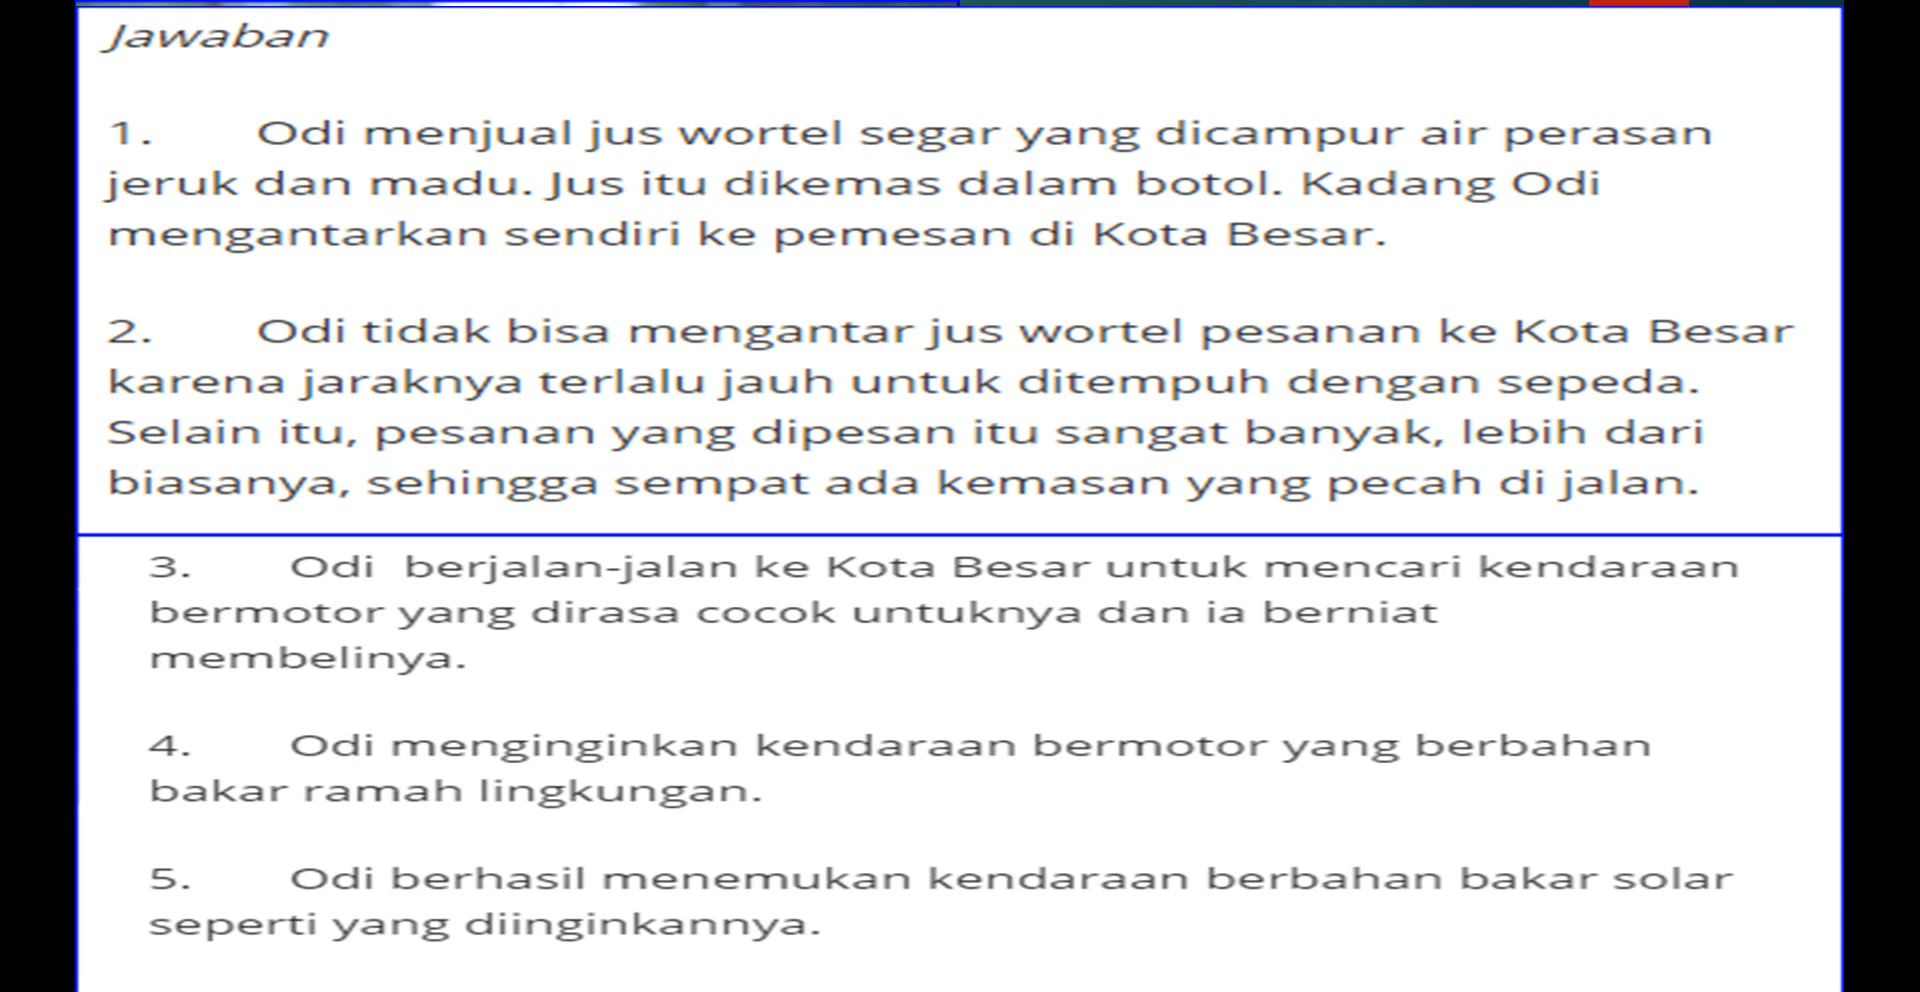 Jawaban
1. Odi menjual jus wortel segar yang dicampur air perasan
jeruk dan madu. Jus itu dikemas dalam botol. Kadang Odi
mengantarkan sendiri ke pemesan di Kota Besar.
2. Odi tidak bisa mengantar jus wortel pesanan ke Kota Besar
karena jaraknya terlalu jauh untuk ditempuh dengan sepeda.
Selain itu, pesanan yang dipesan itu sangat banyak, lebih dari
biasanya, sehingga sempat ada kemasan yang pecah di jalan.
3. Odi berjalan-jalan ke Kota Besar untuk mencari kendaraan
bermotor yang dirasa cocok untuknya dan ia berniat
membelinya.
4. Odi menginginkan kendaraan bermotor yang berbahan
bakar ramah lingkungan.
5. Odi berhasil menemukan kendaraan berbahan bakar solar
seperti yang diinginkannya.